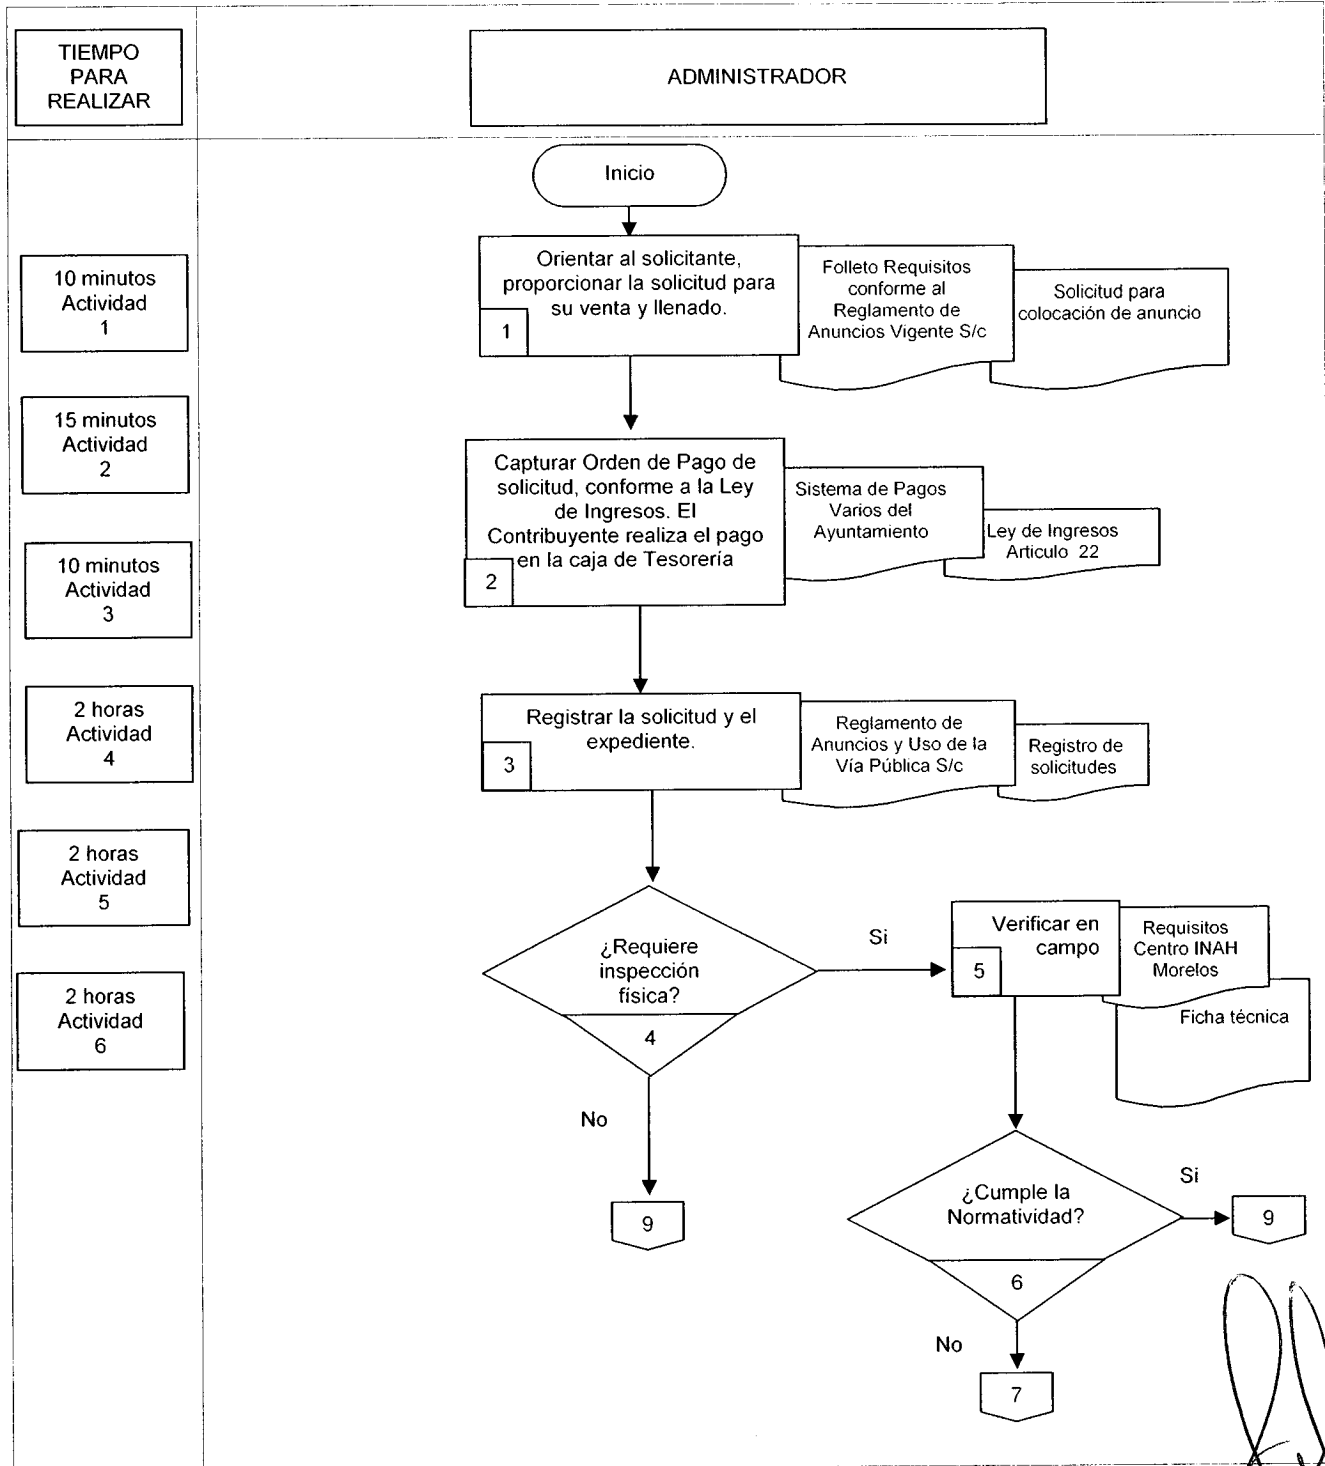 TIEMPO
PARA
REALIZAR
ADMINISTRADOR
Inicio
10 minutos
Actividad
1
Orientar al solicitante,
proporcionar la solicitud para
su venta y llenado.
1
Folleto Requisitos
conforme al
Reglamento de
Anuncios Vigente S/c
Solicitud para
colocación de anuncio
15 minutos
Actividad
2
Capturar Orden de Pago de
solicitud, conforme a la Ley
de Ingresos. El
Contribuyente realiza el pago
en la caja de Tesorería
2
Sistema de Pagos
Varios del
Ayuntamiento
Ley de Ingresos
Articulo 22
10 minutos
Actividad
3
Registrar la solicitud y el
expediente.
3
Reglamento de
Anuncios y Uso de la
Vía Pública S/c
Registro de
solicitudes
2 horas
Actividad
4
2 horas
Actividad
5
¿Requiere
inspección
física?
4
Si
Verificar en
campo
5
Requisitos
Centro INAH
Morelos
Ficha técnica
2 horas
Actividad
6
No
9
¿Cumple la
Normatividad?
6
Si
9
No
7